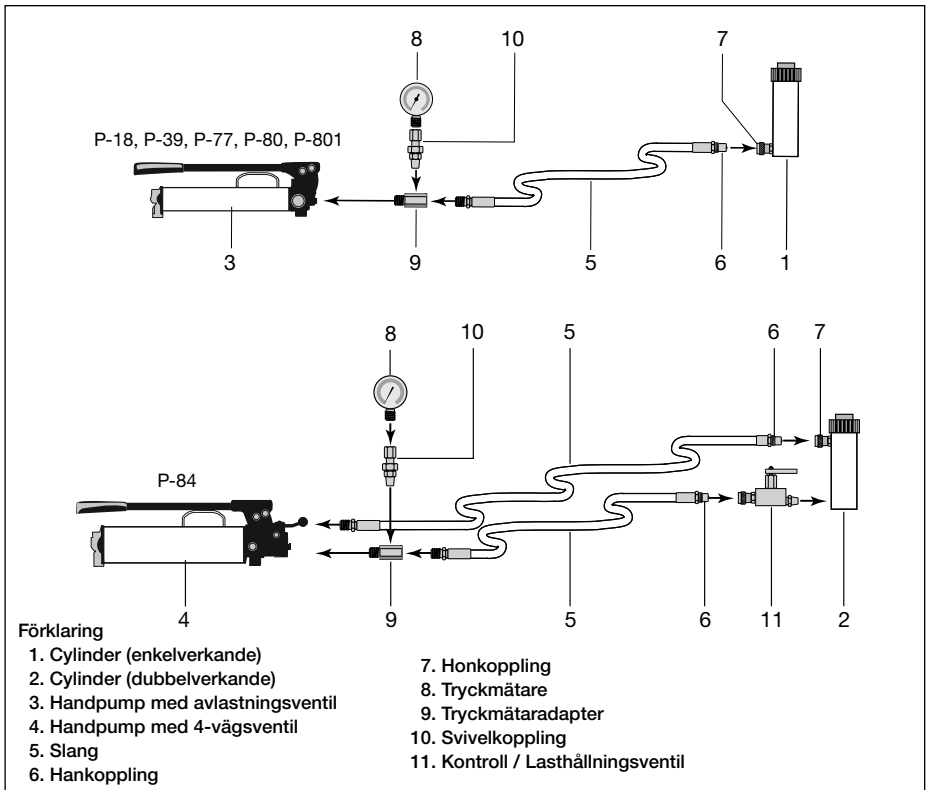 8 10 7
P-18, P-39, P-77, P-80, P-801
3 9 5 6 1
8 10 5 6 7
P-84
4 9 5 6 11 2
Förklaring
1. Cylinder (enkelverkande)
2. Cylinder (dubbelverkande)
3. Handpump med avlastningsventil
4. Handpump med 4-vägsventil
5. Slang
6. Hankoppling
7. Honkoppling
8. Tryckmätare
9. Tryckmätaradapter
10. Svivelkoppling
11. Kontroll / Lasthållningsventil